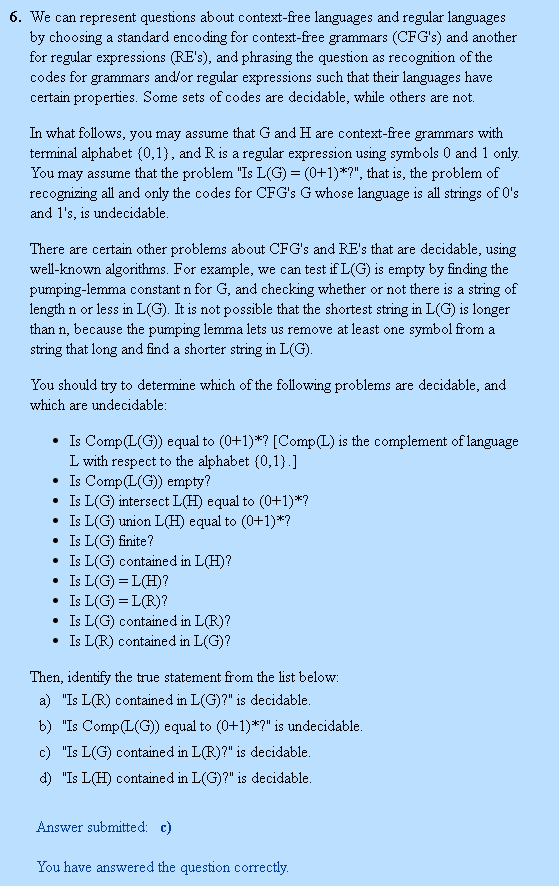 6. We can represent questions about context-free languages and regular languages
by choosing a standard encoding for context-free grammars (CFG's) and another
for regular expressions (RE's), and phrasing the question as recognition of the
codes for grammars and/or regular expressions such that their languages have
certain properties. Some sets of codes are decidable, while others are not.
In what follows, you may assume that G and H are context-free grammars with
terminal alphabet {0,1}, and R is a regular expression using symbols 0 and 1 only.
You may assume that the problem "Is L(G) = (0+1)*?", that is, the problem of
recognizing all and only the codes for CFG's G whose language is all strings of 0's
and 1's, is undecidable.
There are certain other problems about CFG's and RE's that are decidable, using
well-known algorithms. For example, we can test if L(G) is empty by finding the
pumping-lemma constant n for G, and checking whether or not there is a string of
length n or less in L(G). It is not possible that the shortest string in L(G) is longer
than n, because the pumping lemma lets us remove at least one symbol from a
string that long and find a shorter string in L(G).
You should try to determine which of the following problems are decidable, and
which are undecidable:
• Is Comp(L(G)) equal to (0+1)*? [Comp(L) is the complement of language
L with respect to the alphabet {0,1}.]
• Is Comp(L(G)) empty?
• Is L(G) intersect L(H) equal to (0+1)*?
• Is L(G) union L(H) equal to (0+1)*?
• Is L(G) finite?
• Is L(G) contained in L(H)?
• Is L(G) = L(H)?
• Is L(G) = L(R)?
• Is L(G) contained in L(R)?
• Is L(R) contained in L(G)?
Then, identify the true statement from the list below:
a) "Is L(R) contained in L(G)?" is decidable.
b) "Is Comp(L(G)) equal to (0+1)*?" is undecidable.
c) "Is L(G) contained in L(R)?" is decidable.
d) "Is L(H) contained in L(G)?" is decidable.
Answer submitted: c)
You have answered the question correctly.